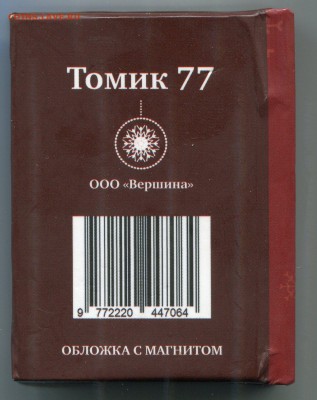 Томик 77
ООО «Вершина»
9 772220 447064
ОБЛОЖКА С МАГНИТОМ